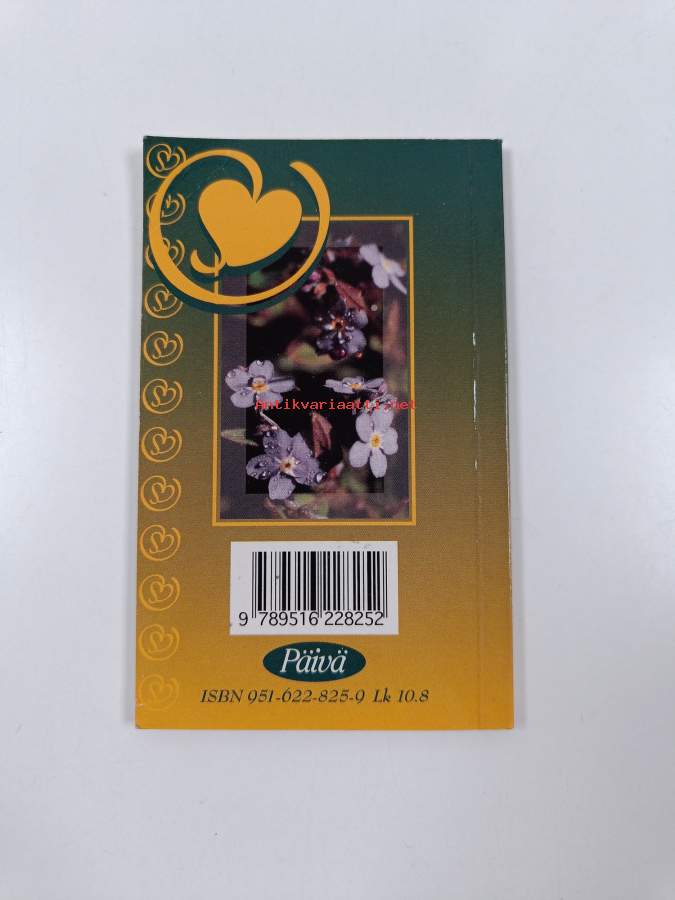 Antikvariaatti.net
9 789516 228252
Päivä
ISBN 951-622-825-9 Lk 10.8